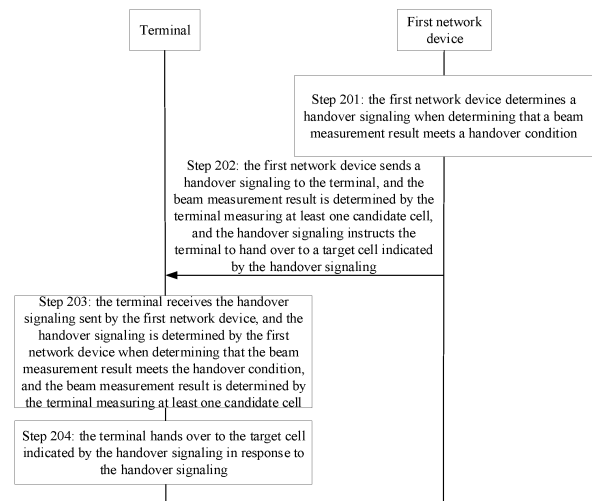 Terminal
First network
device
Step 201: the first network device determines a
handover signaling when determining that a beam
measurement result meets a handover condition
Step 202: the first network device sends a
handover signaling to the terminal, and the
beam measurement result is determined by the
terminal measuring at least one candidate cell,
and the handover signaling instructs the
terminal to hand over to a target cell indicated
by the handover signaling
Step 203: the terminal receives the handover
signaling sent by the first network device, and the
handover signaling is determined by the first
network device when determining that the beam
measurement result meets the handover condition,
and the beam measurement result is determined by
the terminal measuring at least one candidate cell
Step 204: the terminal hands over to the target cell
indicated by the handover signaling in response to
the handover signaling